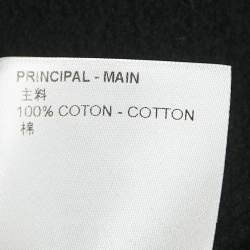 PRINCIPAL - MAIN
主料
100% COTON - COTTON
棉